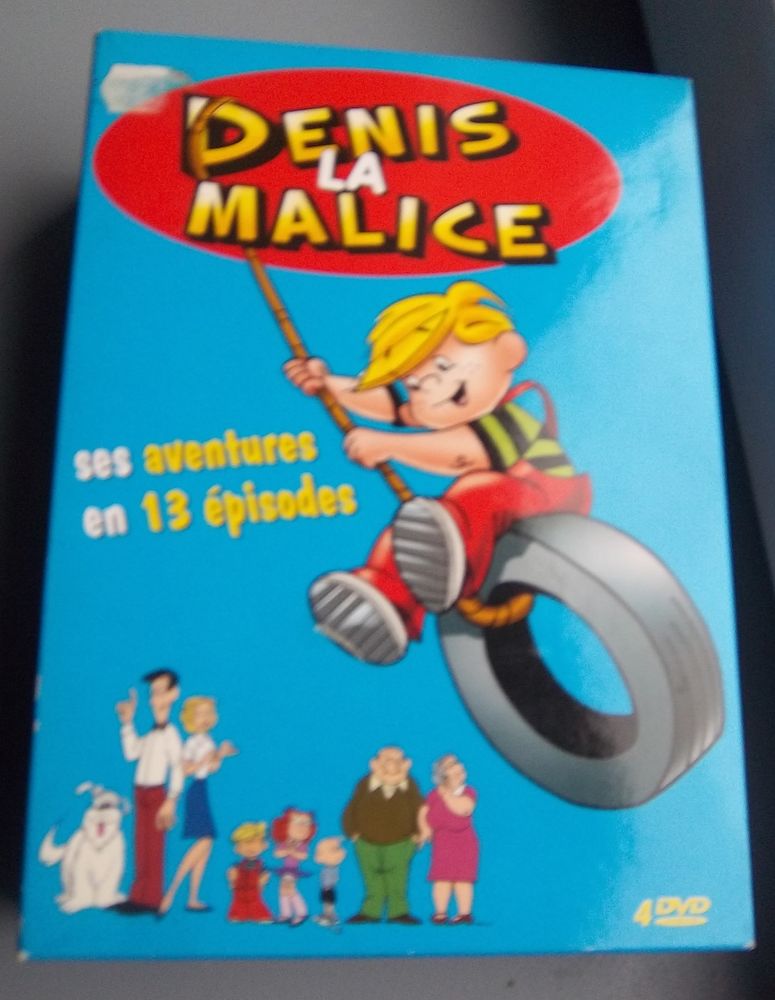 DENIS
LA
MALICE
ses aventures
en 13 épisodes
4 DVD